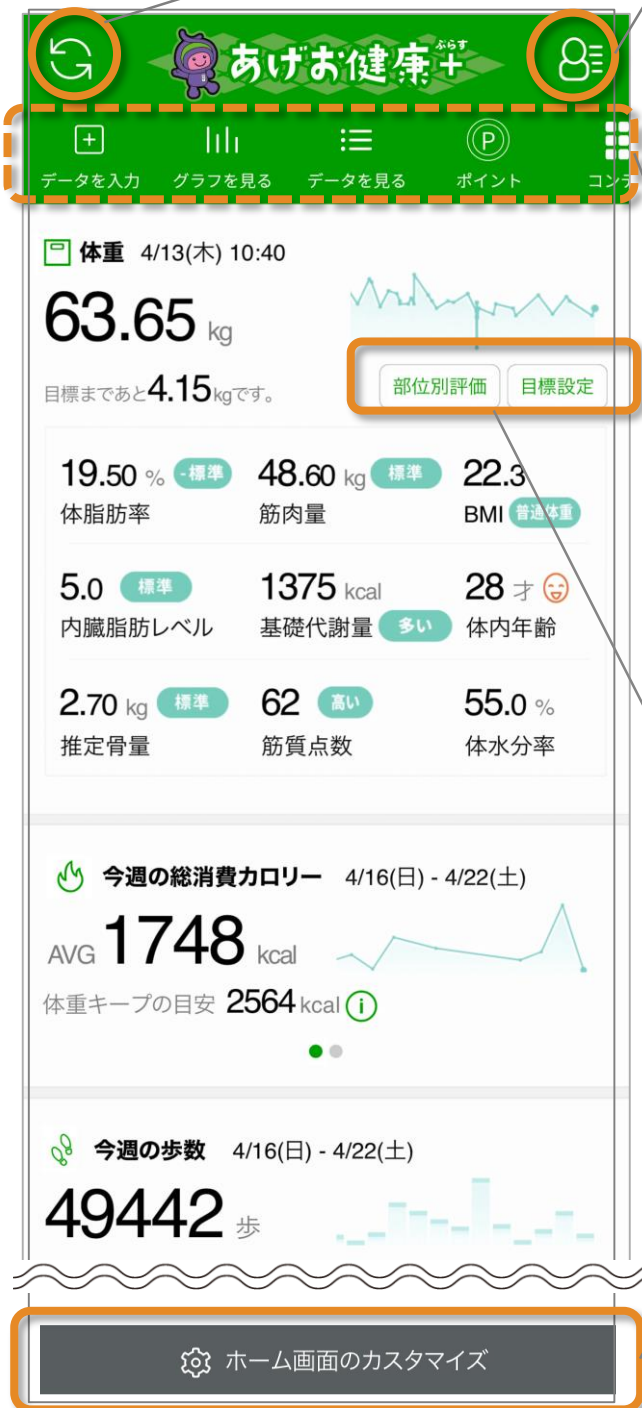 ぷらす
あげお健康+
データを入力 グラフを見る データを見る ポイント コンテ
体重 4/13(木) 10:40
63.65 kg
目標まであと4.15kgです。
部位別評価 目標設定
19.50 % -標準 48.60 kg 標準 22.3
体脂肪率 筋肉量 BMI 普通体重
5.0 標準 1375 kcal 28 才
内臓脂肪レベル 基礎代謝量 多い 体内年齢
2.70 kg 標準 62 高い 55.0 %
推定骨量 筋質点数 体水分率
今週の総消費カロリー 4/16(日) - 4/22(土)
AVG 1748 kcal
体重キープの目安 2564 kcal i
今週の歩数 4/16(日) - 4/22(土)
49442 歩
ホーム画面のカスタマイズ